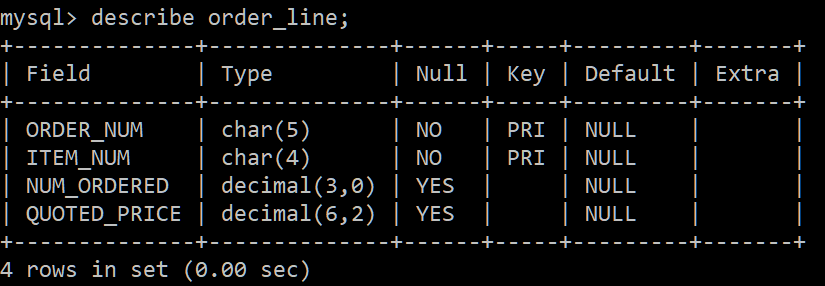 mysql> describe order_line;
+--------------+--------------+------+-----+---------+-------+
| Field        | Type         | Null | Key | Default | Extra |
+--------------+--------------+------+-----+---------+-------+
| ORDER_NUM    | char(5)      | NO   | PRI | NULL    |       |
| ITEM_NUM     | char(4)      | NO   | PRI | NULL    |       |
| NUM_ORDERED  | decimal(3,0) | YES  |     | NULL    |       |
| QUOTED_PRICE | decimal(6,2) | YES  |     | NULL    |       |
+--------------+--------------+------+-----+---------+-------+
4 rows in set (0.00 sec)